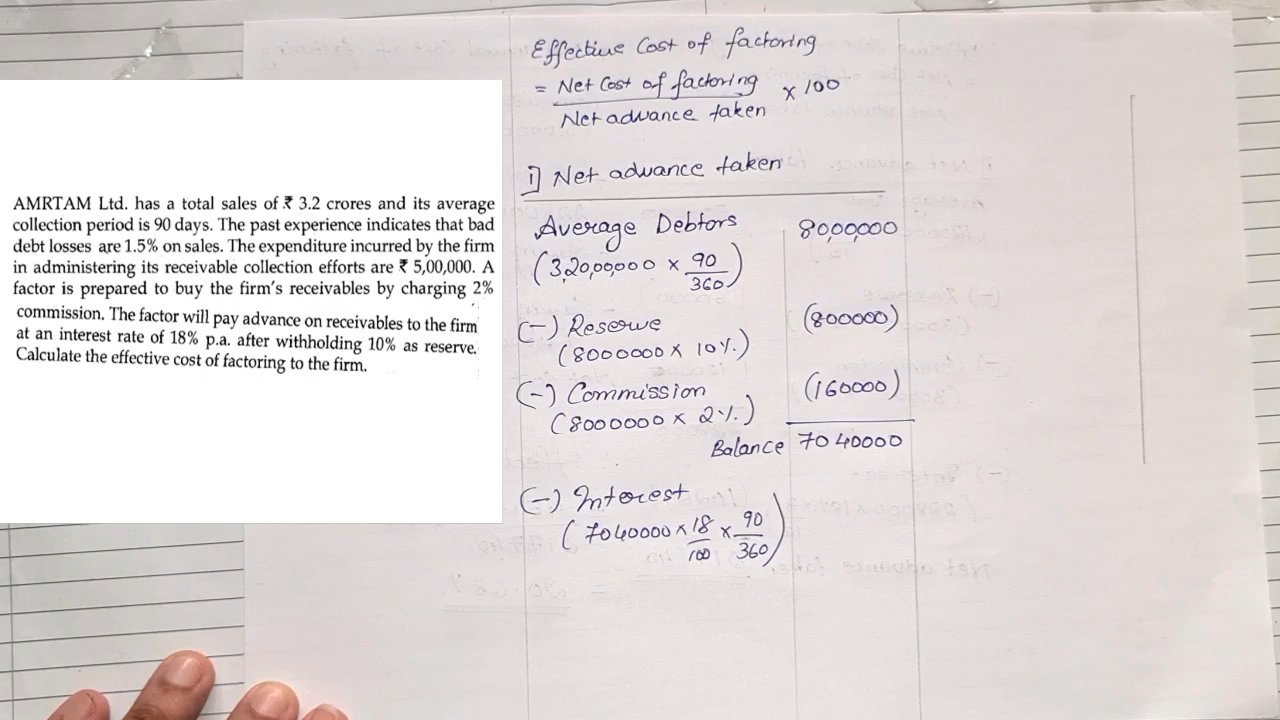 AMRTAM Ltd. has a total sales of ₹ 3.2 crores and its average
collection period is 90 days. The past experience indicates that bad
debt losses are 1.5% on sales. The expenditure incurred by the firm
in administering its receivable collection efforts are ₹ 5,00,000. A
factor is prepared to buy the firm's receivables by charging 2%
commission. The factor will pay advance on receivables to the firm
at an interest rate of 18% p.a. after withholding 10% as reserve.
Calculate the effective cost of factoring to the firm.
Effective Cost of factoring
= Net Cost of factoring / Net advance taken × 100
i] Net advance taken
Average Debtors 80,00,000
(3,20,00,000 × 90/360)
(-) Reserve (800000)
(8000000 × 10%.)
(-) Commission (160000)
(8000000 × 2%.)
Balance 7040000
(-) Interest
(7040000 × 18/100 × 90/360)